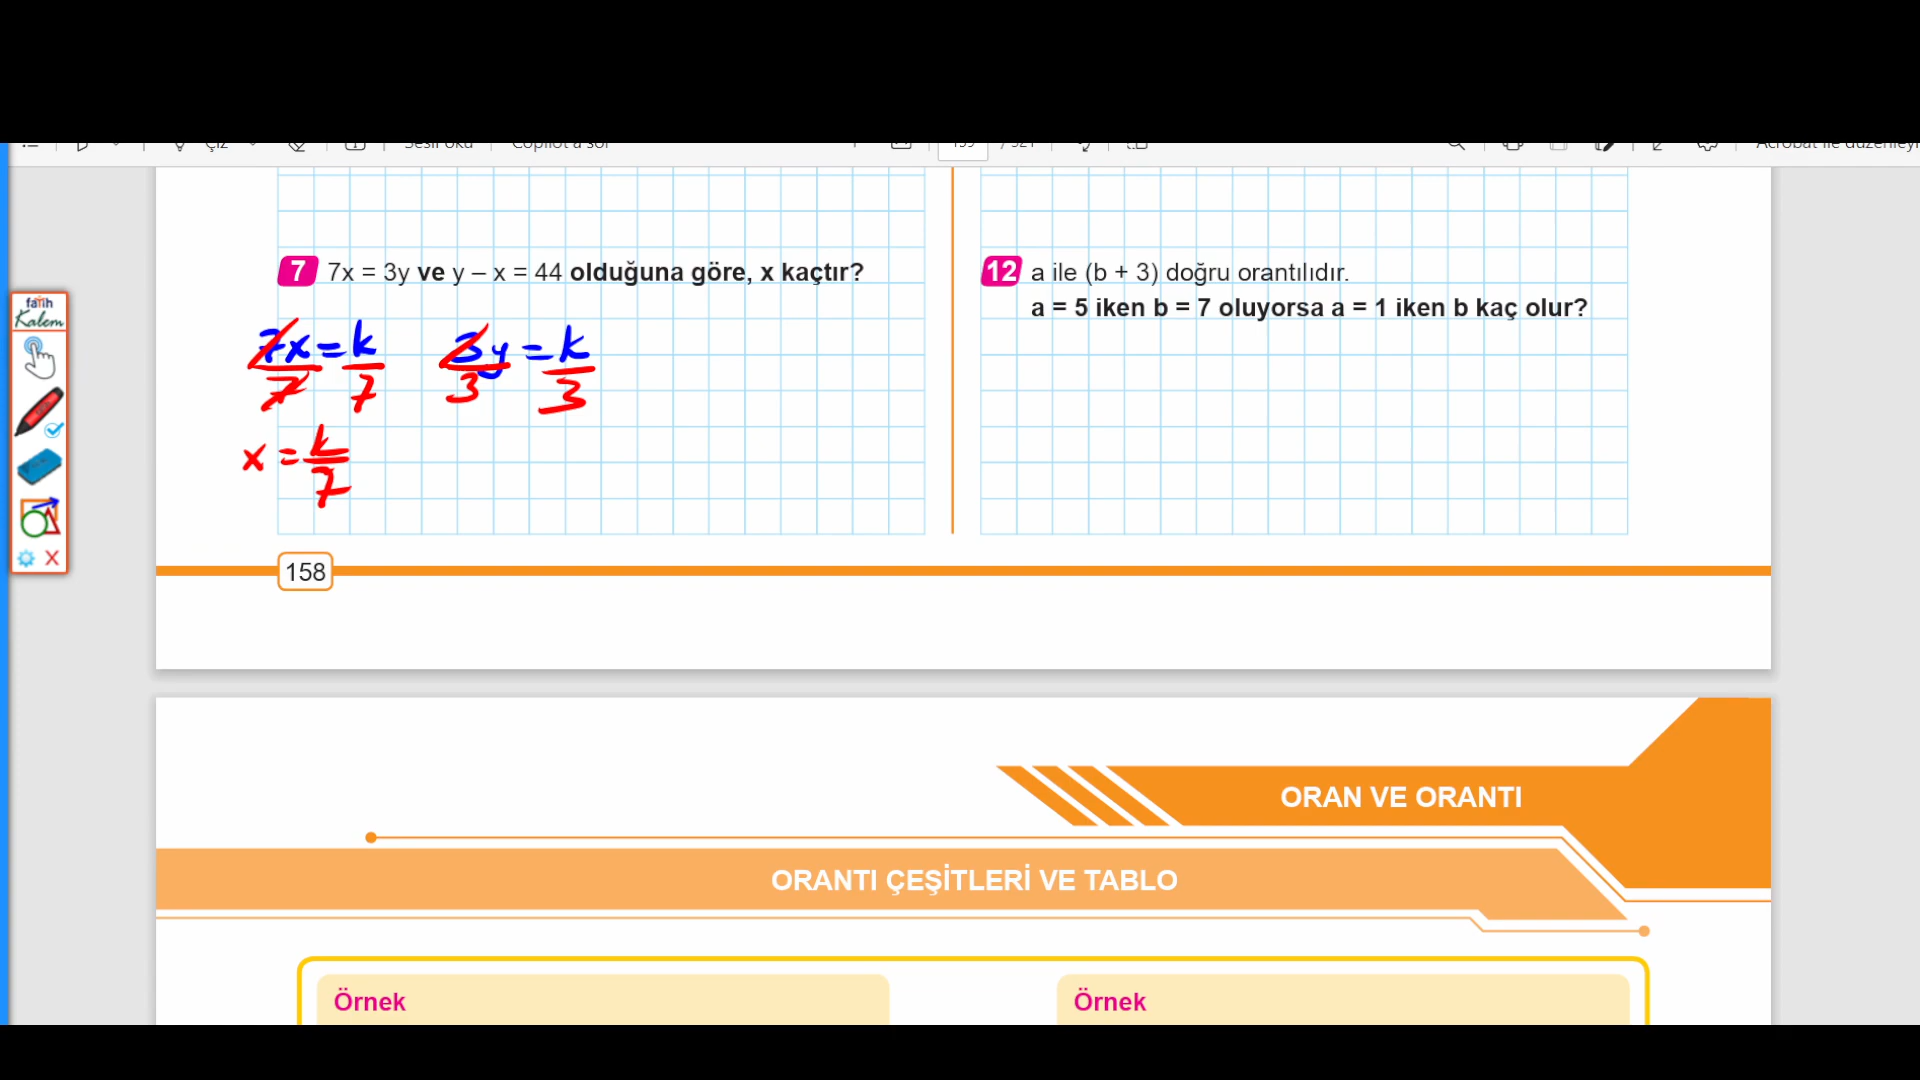 7 7x = 3y ve y – x = 44 olduğuna göre, x kaçtır?
7x = k 3y = k
7 7 3 3
x = k
7
12 a ile (b + 3) doğru orantılıdır.
a = 5 iken b = 7 oluyorsa a = 1 iken b kaç olur?
fatih
Kalem
158
ORAN VE ORANTI
ORANTI ÇEŞİTLERİ VE TABLO
Örnek
Örnek